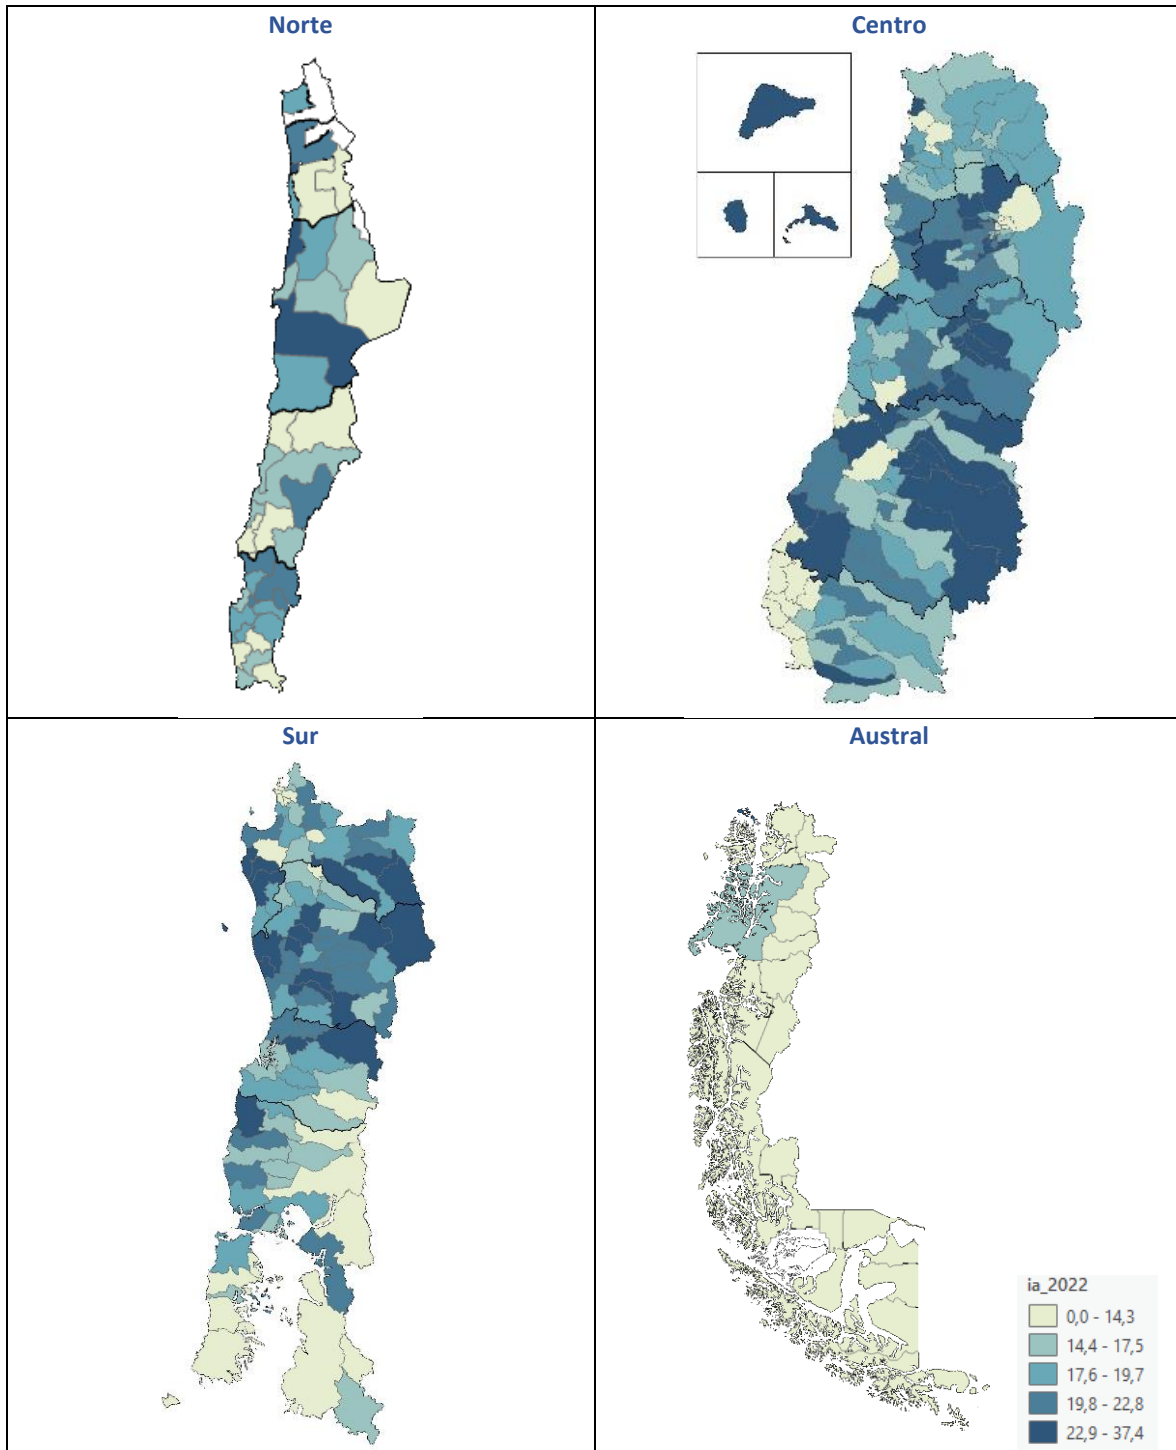 Norte
Centro
Sur
Austral
ia_2022
0,0 - 14,3
14,4 - 17,5
17,6 - 19,7
19,8 - 22,8
22,9 - 37,4